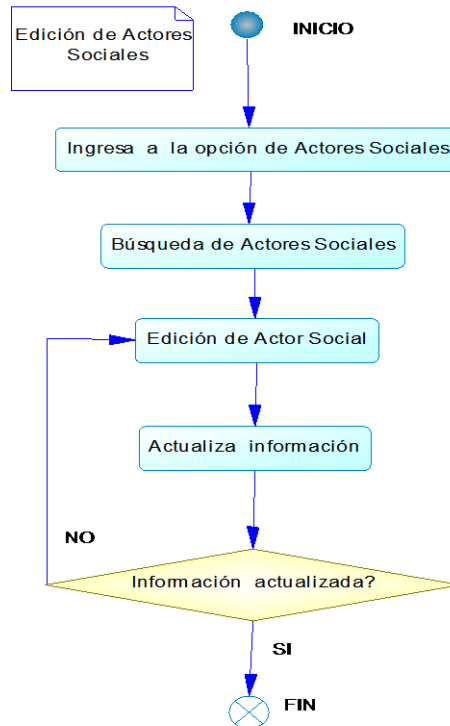 Edición de Actores
Sociales
INICIO
Ingresa a la opción de Actores Sociales
Búsqueda de Actores Sociales
Edición de Actor Social
Actualiza información
NO
Información actualizada?
SI
FIN